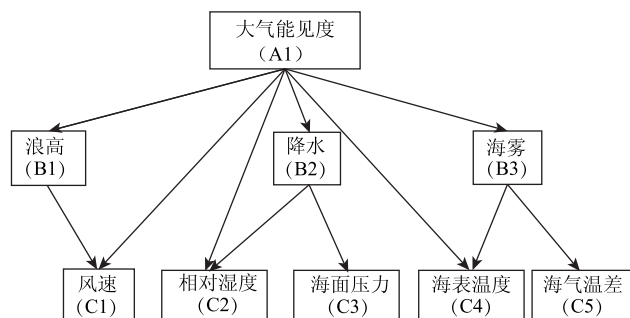 大气能见度
(A1)
浪高
(B1)
降水
(B2)
海雾
(B3)
风速
(C1)
相对湿度
(C2)
海面压力
(C3)
海表温度
(C4)
海气温差
(C5)